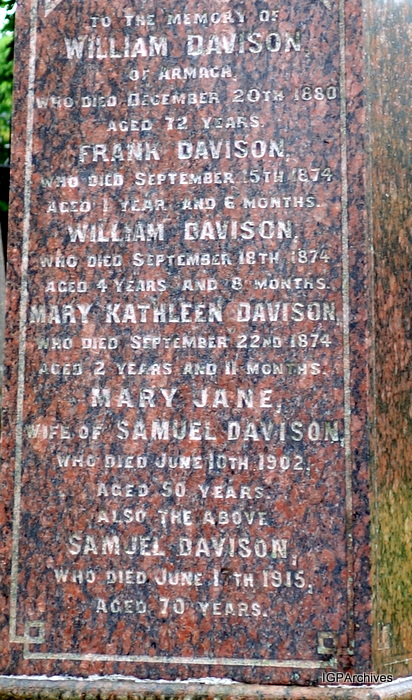 TO THE MEMORY OF
WILLIAM DAVISON,
OF ARMAGH,
WHO DIED DECEMBER 20TH 1880
AGED 72 YEARS.
FRANK DAVISON,
WHO DIED SEPTEMBER 15TH 1874
AGED 1 YEAR AND 6 MONTHS.
WILLIAM DAVISON,
WHO DIED SEPTEMBER 18TH 1874
AGED 4 YEARS AND 8 MONTHS.
MARY KATHLEEN DAVISON,
WHO DIED SEPTEMBER 22ND 1874
AGED 2 YEARS AND 11 MONTHS.
MARY JANE,
WIFE OF SAMUEL DAVISON,
WHO DIED JUNE 10TH 1902,
AGED 50 YEARS.
ALSO THE ABOVE
SAMUEL DAVISON,
WHO DIED JUNE 1915,
AGED 70 YEARS.
IGPArchives